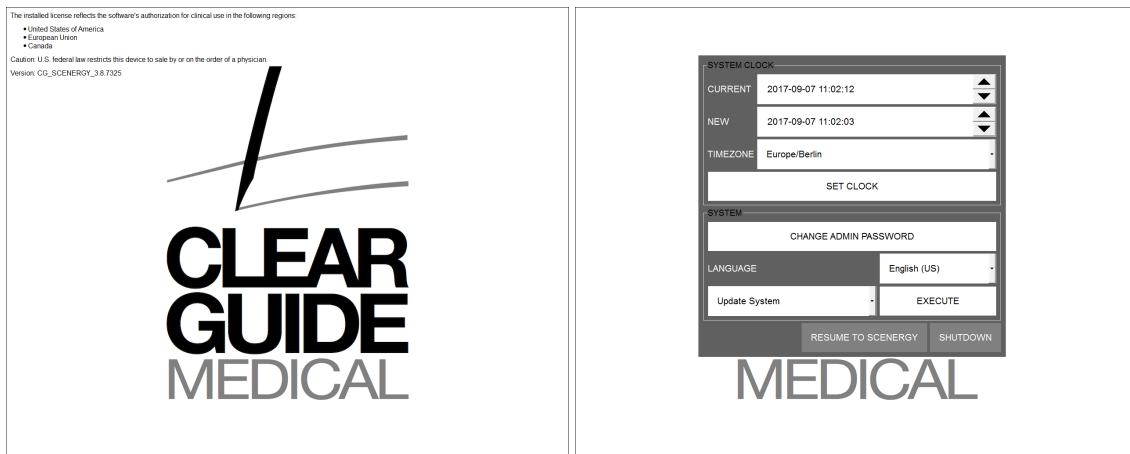 The installed license reflects the software's authorization for clinical use in the following regions:
• United States of America
• European Union
• Canada
Caution: U.S. federal law restricts this device to sale by or on the order of a physician.
Version: CG_SCENERGY_3.8.7325
CLEAR
GUIDE
MEDICAL
SYSTEM CLOCK
CURRENT 2017-09-07 11:02:12
NEW 2017-09-07 11:02:03
TIMEZONE Europe/Berlin
SET CLOCK
SYSTEM
CHANGE ADMIN PASSWORD
LANGUAGE English (US)
Update System EXECUTE
RESUME TO SCENERGY SHUTDOWN
MEDICAL